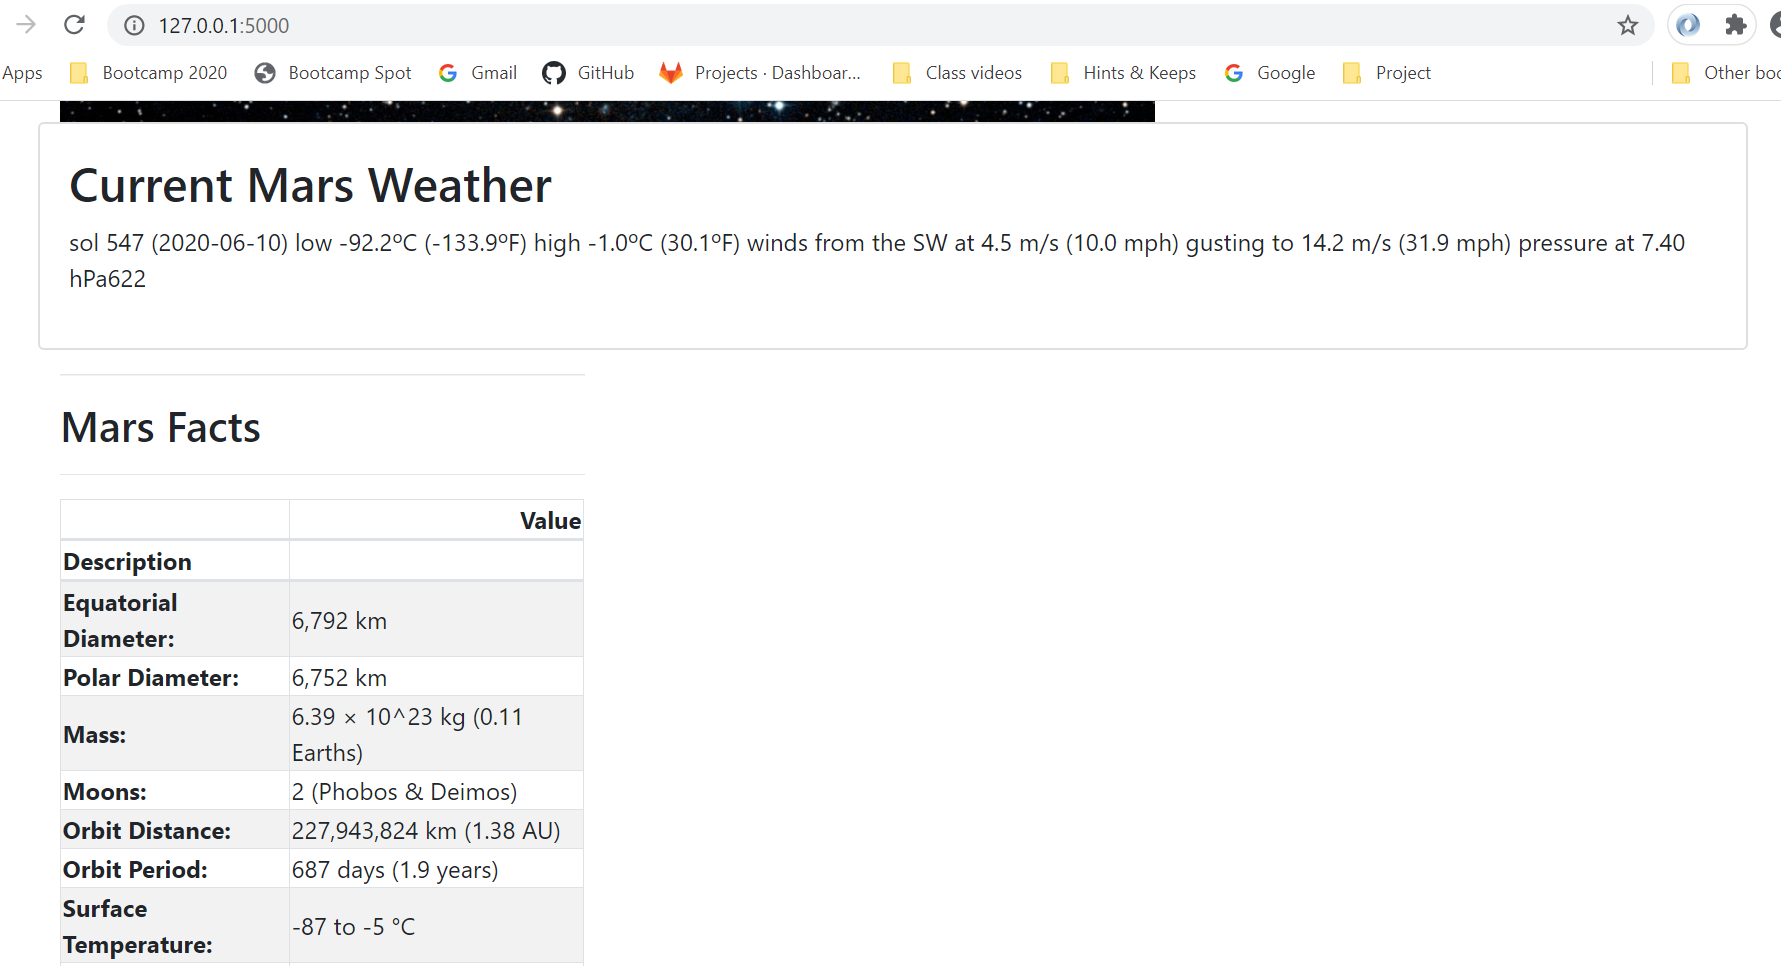 127.0.0.1:5000
Apps Bootcamp 2020 Bootcamp Spot Gmail GitHub Projects · Dashboar... Class videos Hints & Keeps Google Project Other boo
Current Mars Weather
sol 547 (2020-06-10) low -92.2ºC (-133.9ºF) high -1.0ºC (30.1ºF) winds from the SW at 4.5 m/s (10.0 mph) gusting to 14.2 m/s (31.9 mph) pressure at 7.40
hPa622
Mars Facts
Value
Description
Equatorial
Diameter:
6,792 km
Polar Diameter: 6,752 km
Mass:
6.39 × 10^23 kg (0.11
Earths)
Moons: 2 (Phobos & Deimos)
Orbit Distance: 227,943,824 km (1.38 AU)
Orbit Period: 687 days (1.9 years)
Surface
Temperature:
-87 to -5 °C